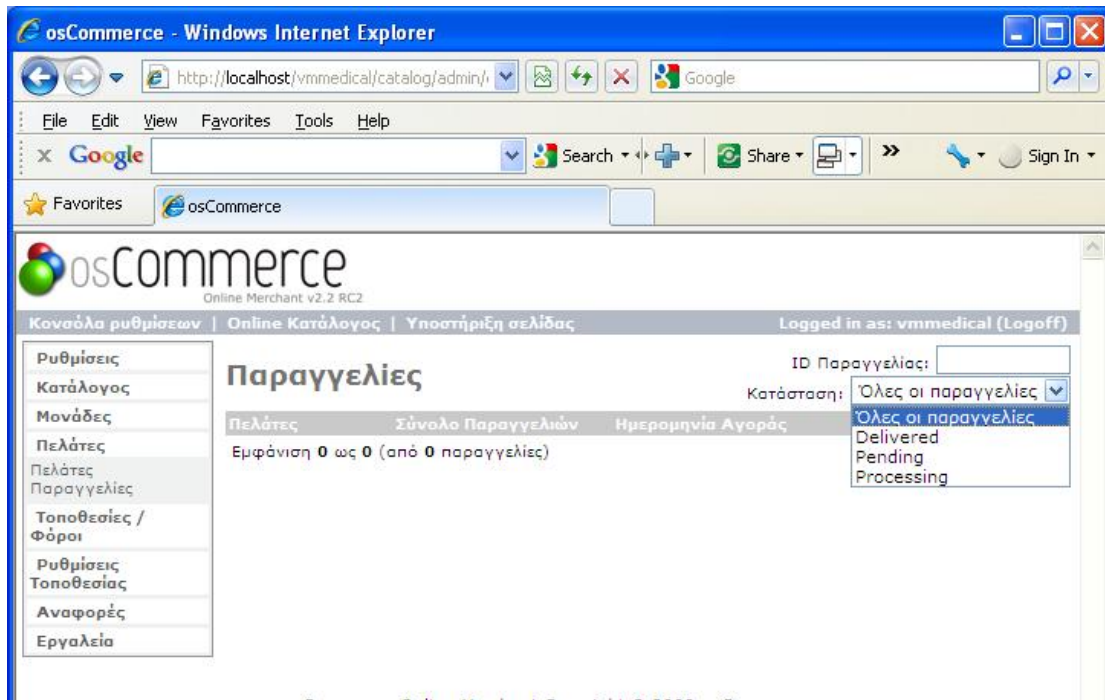 osCommerce - Windows Internet Explorer
http://localhost/vmmedical/catalog/admin/
Google
File Edit View Favorites Tools Help
x Google Search Share » Sign In
Favorites osCommerce
osCommerce
Online Merchant v2.2 RC2
Κονσόλα ρυθμίσεων | Online Κατάλογος | Υποστήριξη σελίδας Logged in as: vmmedical (Logoff)
Ρυθμίσεις
Κατάλογος
Μονάδες
Πελάτες
Πελάτες
Παραγγελίες
Τοποθεσίες /
Φόροι
Ρυθμίσεις
Τοποθεσίας
Αναφορές
Εργαλεία
Παραγγελίες
ID Παραγγελίας:
Κατάσταση: Όλες οι παραγγελίες
Όλες οι παραγγελίες
Delivered
Pending
Processing
Πελάτες Σύνολο Παραγγελιών Ημερομηνία Αγοράς
Εμφάνιση 0 ως 0 (από 0 παραγγελίες)